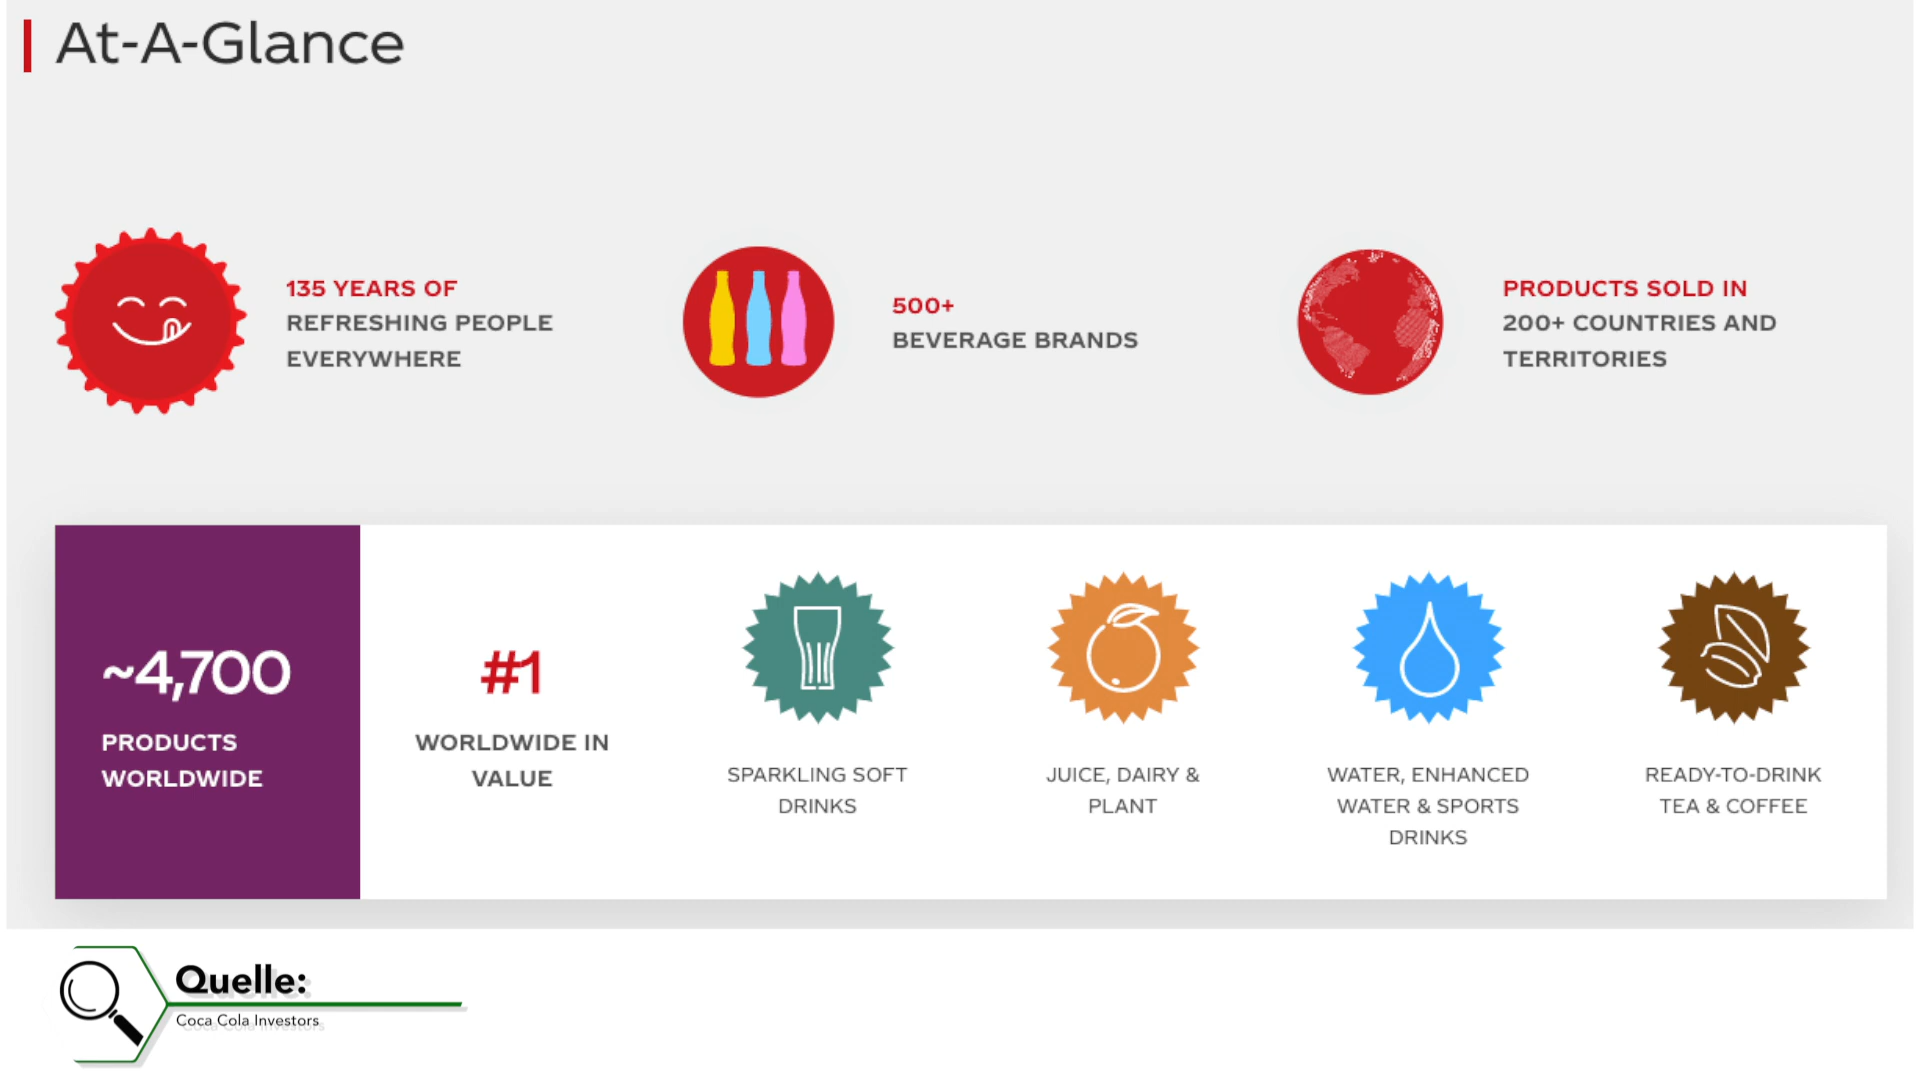 At-A-Glance
135 YEARS OF
REFRESHING PEOPLE
EVERYWHERE
500+
BEVERAGE BRANDS
PRODUCTS SOLD IN
200+ COUNTRIES AND
TERRITORIES
~4,700
PRODUCTS
WORLDWIDE
#1
WORLDWIDE IN
VALUE
SPARKLING SOFT
DRINKS
JUICE, DAIRY &
PLANT
WATER, ENHANCED
WATER & SPORTS
DRINKS
READY-TO-DRINK
TEA & COFFEE
Quelle:
Coca Cola Investors